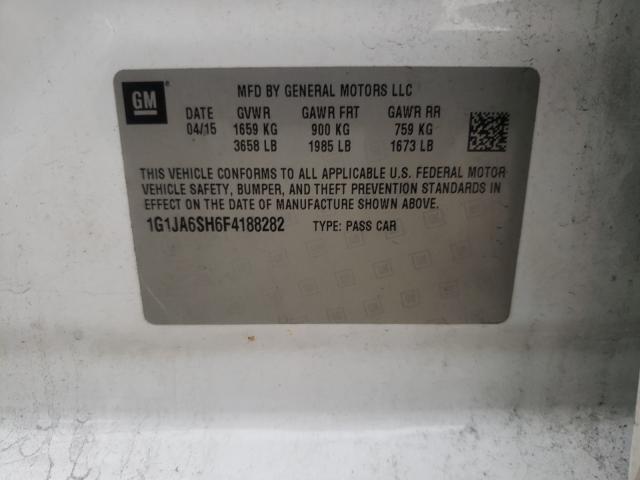 GM
MFD BY GENERAL MOTORS LLC
DATE GVWR GAWR FRT GAWR RR
04/15 1659 KG 900 KG 759 KG
3658 LB 1985 LB 1673 LB
THIS VEHICLE CONFORMS TO ALL APPLICABLE U.S. FEDERAL MOTOR
VEHICLE SAFETY, BUMPER, AND THEFT PREVENTION STANDARDS IN
EFFECT ON THE DATE OF MANUFACTURE SHOWN ABOVE.
1G1JA6SH6F4188282 TYPE: PASS CAR